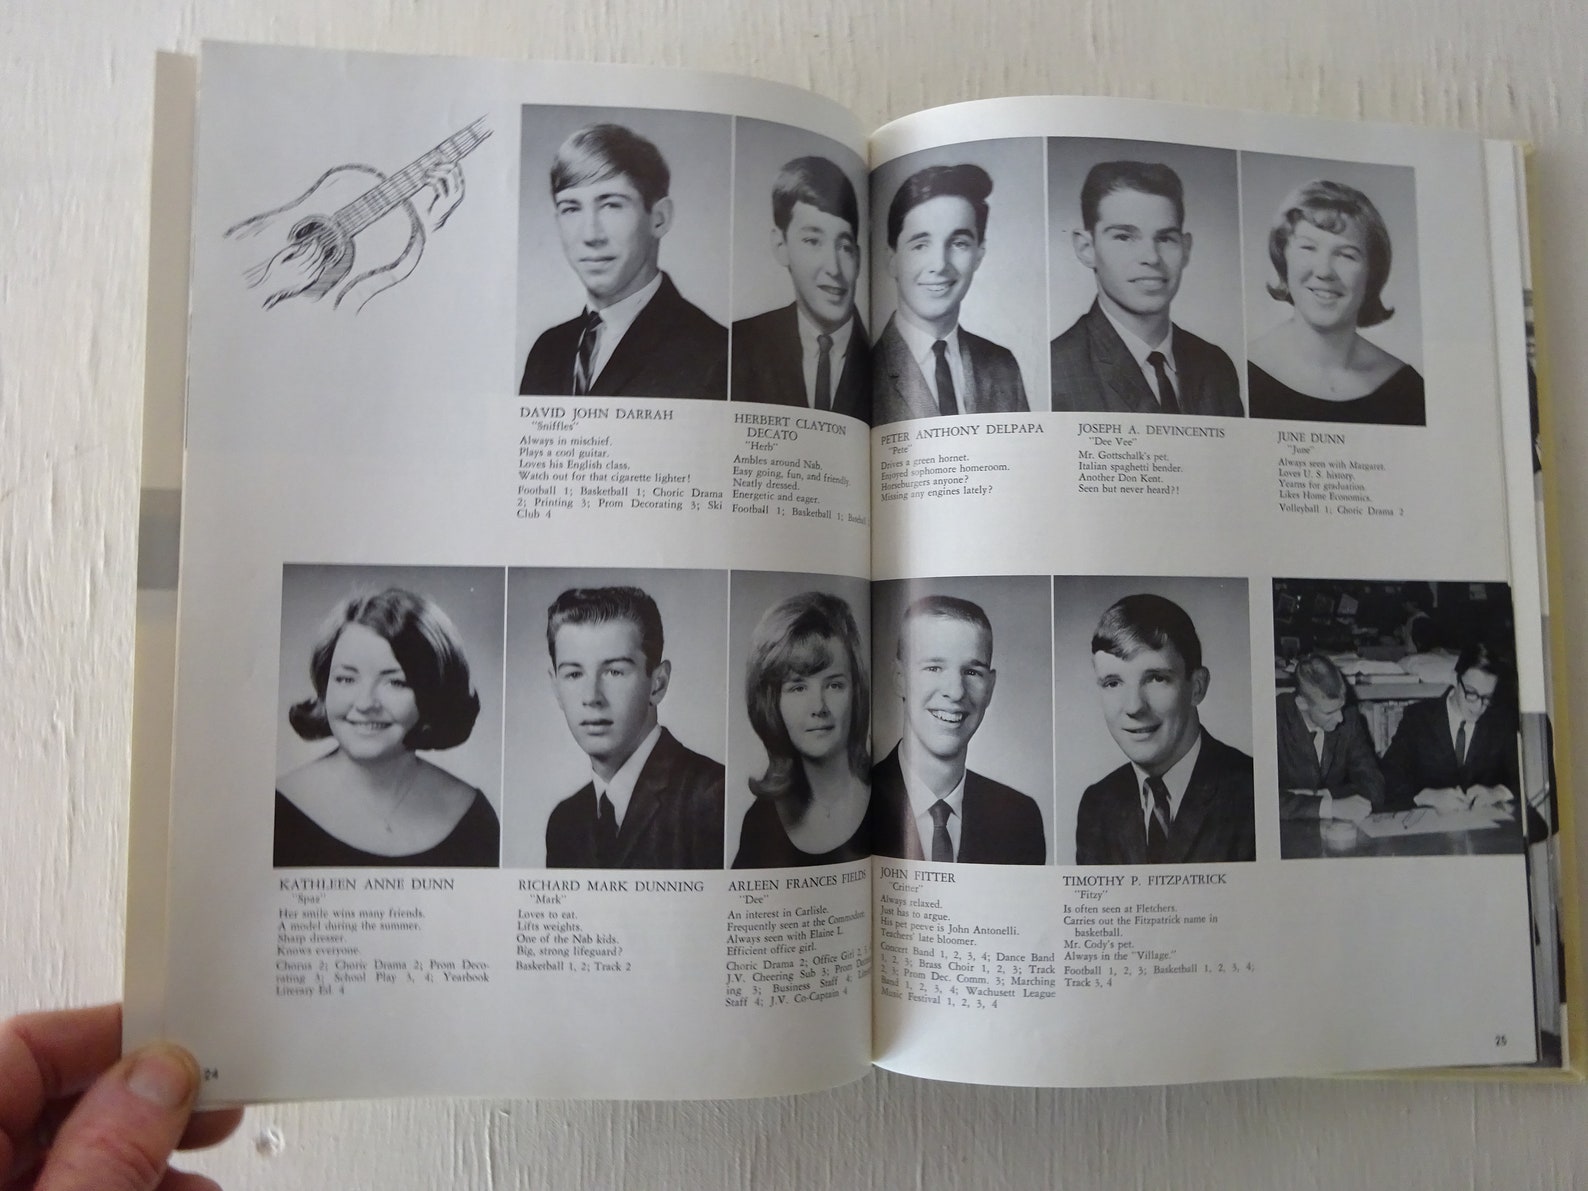 DAVID JOHN DARRAH
"Sniffles"
Always in mischief.
Plays a cool guitar.
Loves his English class.
Watch out for that cigarette lighter!
Football 1; Basketball 1; Choric Drama
2; Printing 3; Prom Decorating 3; Ski
Club 4
HERBERT CLAYTON
DECATO
"Herb"
Ambles around Nab.
Easy going, fun, and friendly.
Neatly dressed.
Energetic and eager.
Football 1; Basketball 1;
PETER ANTHONY DELPAPA
"Pete"
Drives a green hornet.
Enjoyed sophomore homeroom.
Horseburgers anyone?
Missing any engines lately?
JOSEPH A. DEVINCENTIS
"Dee Vee"
Mr. Gottschalk's pet.
Italian spaghetti bender.
Another Don Kent.
Seen but never heard?!
JUNE DUNN
"June"
Always seen with Margaret.
Loves U. S. history.
Yearns for graduation.
Likes Home Economics.
Volleyball 1; Choric Drama 2
KATHLEEN ANNE DUNN
"Spaz"
Her smile wins many friends.
A model during the summer.
Sharp dresser.
Knows everyone.
Chorus 2; Choric Drama 2; Prom Deco-
rating 3; School Play 3, 4; Yearbook
Literary Ed. 4
RICHARD MARK DUNNING
"Mark"
Loves to eat.
Lifts weights.
One of the Nab kids.
Big, strong lifeguard?
Basketball 1, 2; Track 2
ARLEEN FRANCES FIELDS
"Dee"
An interest in Carlisle.
Frequently seen at the Commodore.
Always seen with Elaine L
Efficient office girl.
Choric Drama 2; Office Girl 2, 3,
J.V. Cheering Sub 3; Prom
ing 3; Business Staff 4;
Staff 4; J.V. Co-Captain 4
JOHN FITTER
"Critter"
Always relaxed.
Just has to argue.
His pet peeve is John Antonelli.
Teachers' late bloomer.
Concert Band 1, 2, 3, 4; Dance Band
1, 2, 3; Brass Choir 1, 2, 3; Track
2, 3; Prom Dec. Comm. 3; Marching
Band 1, 2, 3, 4; Wachusett League
Music Festival 1, 2, 3, 4
TIMOTHY P. FITZPATRICK
"Fitzy"
Is often seen at Fletchers.
Carries out the Fitzpatrick name in
basketball.
Mr. Cody's pet.
Always in the "Village."
Football 1, 2, 3; Basketball 1, 2, 3, 4;
Track 3, 4
24
25